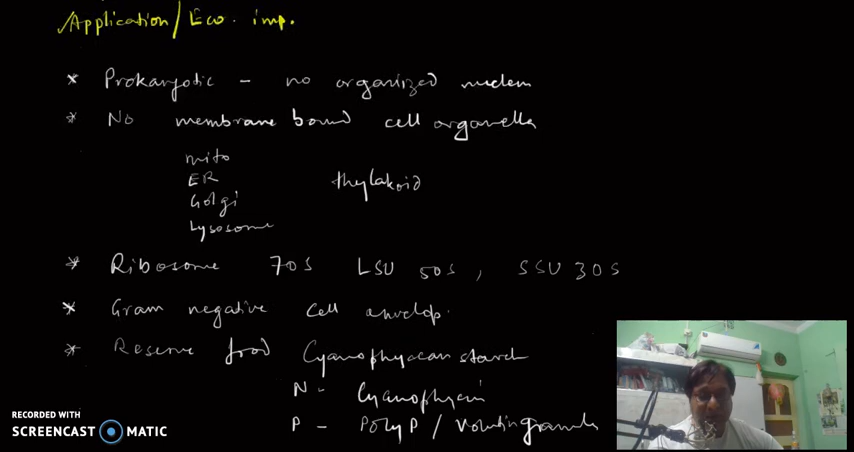 Application/Eco. imp.
* Prokaryotic - no organized nucleus
* No membrane bound cell organella
mito
ER
Golgi
Lysosome
thylakoid
* Ribosome 70S LSU 50S, SSU 30S
* Gram negative cell envelop.
* Reserve food Cyanophycean starch
N - Cyanophycin
P - Poly P / Volutin granule
RECORDED WITH
SCREENCAST MATIC